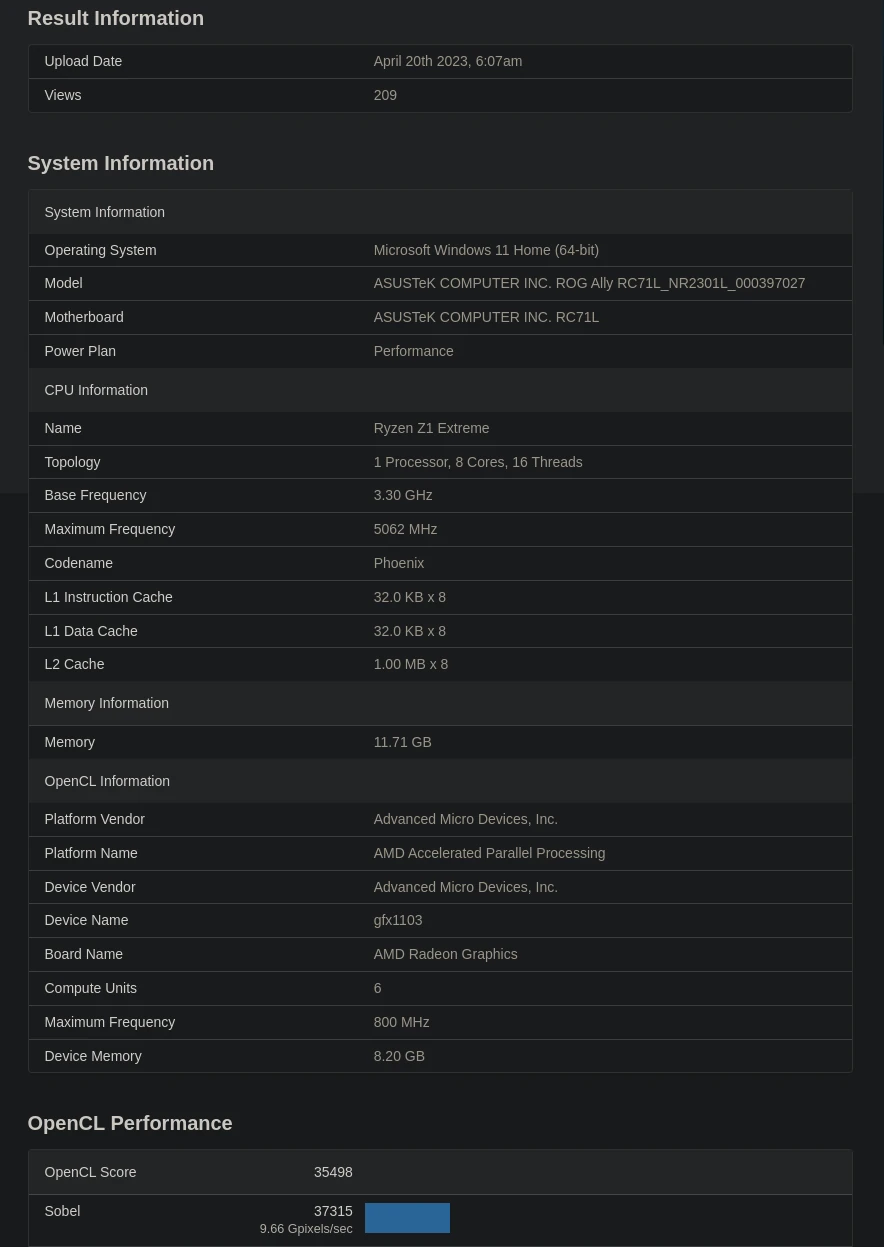 Result Information
Upload Date April 20th 2023, 6:07am
Views 209
System Information
System Information
Operating System Microsoft Windows 11 Home (64-bit)
Model ASUSTeK COMPUTER INC. ROG Ally RC71L_NR2301L_000397027
Motherboard ASUSTeK COMPUTER INC. RC71L
Power Plan Performance
CPU Information
Name Ryzen Z1 Extreme
Topology 1 Processor, 8 Cores, 16 Threads
Base Frequency 3.30 GHz
Maximum Frequency 5062 MHz
Codename Phoenix
L1 Instruction Cache 32.0 KB x 8
L1 Data Cache 32.0 KB x 8
L2 Cache 1.00 MB x 8
Memory Information
Memory 11.71 GB
OpenCL Information
Platform Vendor Advanced Micro Devices, Inc.
Platform Name AMD Accelerated Parallel Processing
Device Vendor Advanced Micro Devices, Inc.
Device Name gfx1103
Board Name AMD Radeon Graphics
Compute Units 6
Maximum Frequency 800 MHz
Device Memory 8.20 GB
OpenCL Performance
OpenCL Score 35498
Sobel 37315
9.66 Gpixels/sec